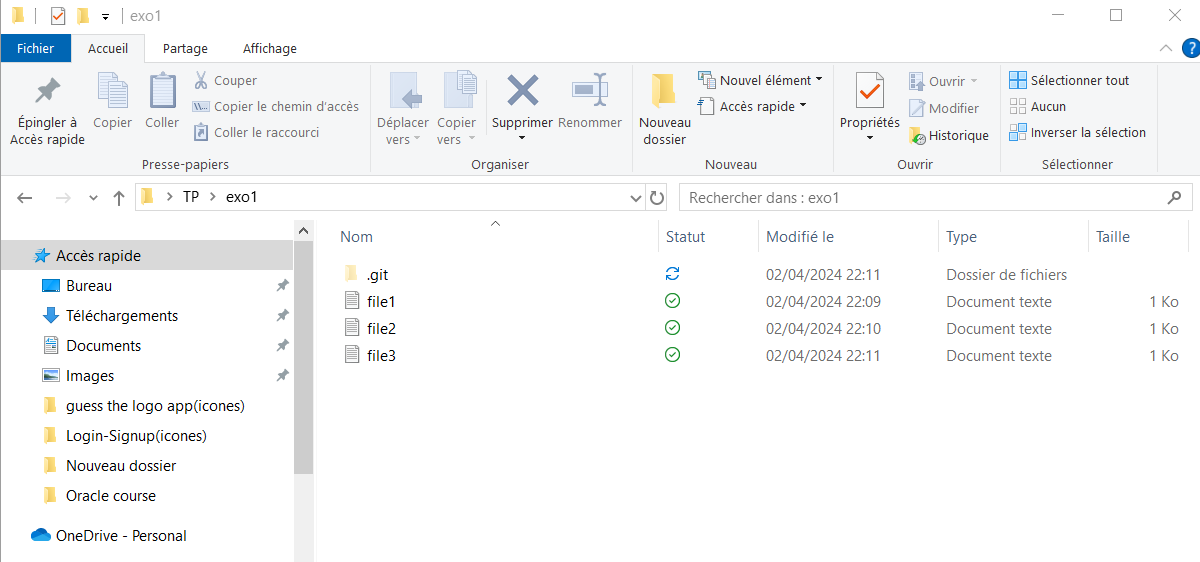 exo1
Fichier Accueil Partage Affichage
Épingler à Accès rapide
Copier
Coller
Couper
Copier le chemin d'accès
Coller le raccourci
Presse-papiers
Déplacer vers
Copier vers
Supprimer
Renommer
Organiser
Nouveau dossier
Nouvel élément
Accès rapide
Nouveau
Propriétés
Ouvrir
Modifier
Historique
Ouvrir
Sélectionner tout
Aucun
Inverser la sélection
Sélectionner
TP > exo1
Rechercher dans : exo1
Accès rapide
Bureau
Téléchargements
Documents
Images
guess the logo app(icones)
Login-Signup(icones)
Nouveau dossier
Oracle course
OneDrive - Personal
Nom Statut Modifié le Type Taille
.git 02/04/2024 22:11 Dossier de fichiers
file1 02/04/2024 22:09 Document texte 1 Ko
file2 02/04/2024 22:10 Document texte 1 Ko
file3 02/04/2024 22:11 Document texte 1 Ko